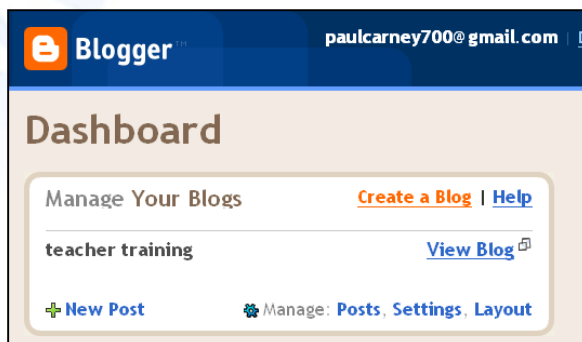 Blogger™ paulcarney700@gmail.com |
Dashboard
Manage Your Blogs Create a Blog | Help
teacher training View Blog
New Post Manage: Posts, Settings, Layout